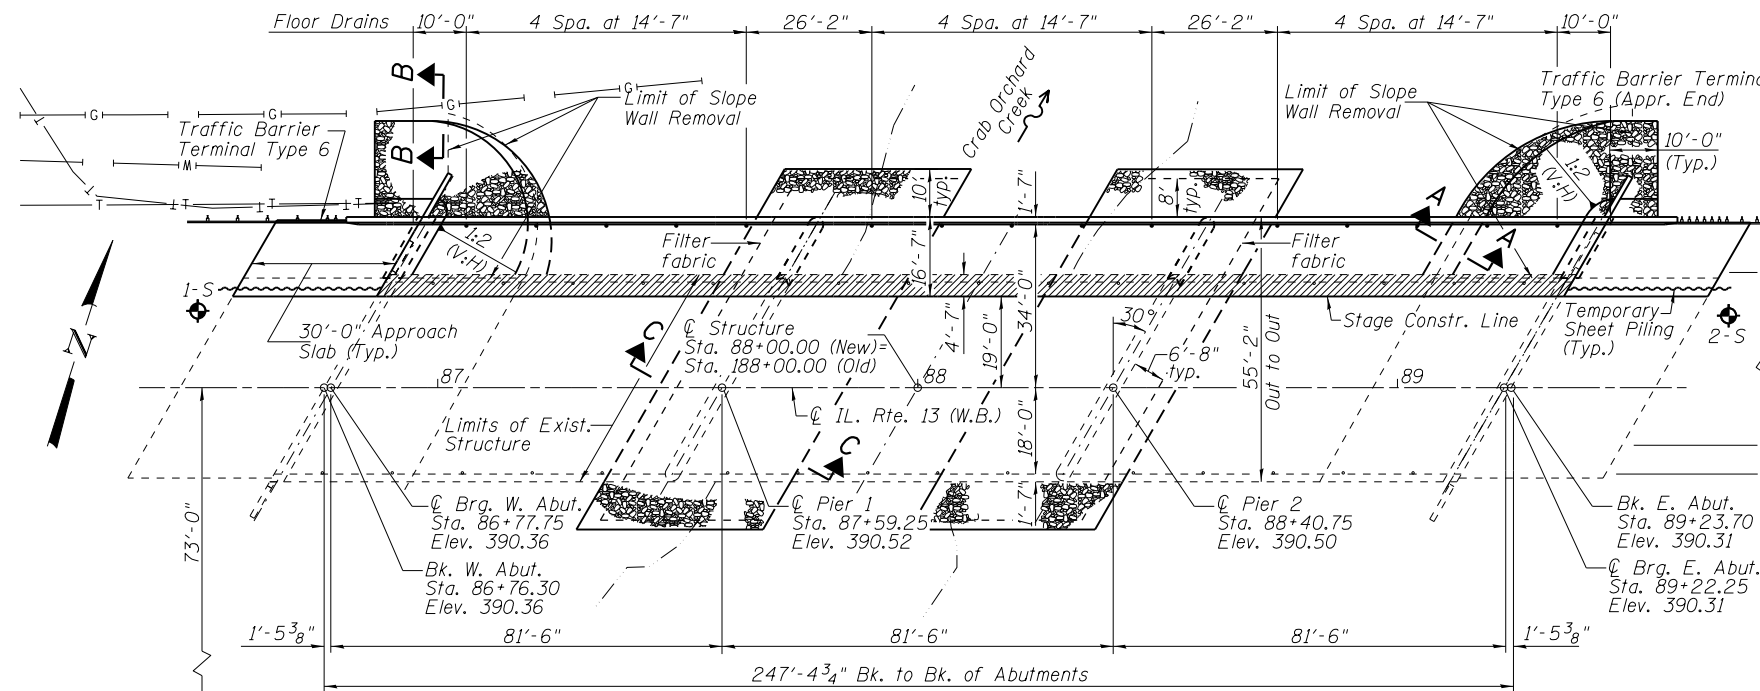 Floor Drains 10'-0" 4 Spa. at 14'-7" 26'-2" 4 Spa. at 14'-7" 26'-2" 4 Spa. at 14'-7" 10'-0"
B
B
G
G
G
G
W
T
T
T
T
Traffic Barrier
Terminal Type 6
Limit of Slope
Wall Removal
Crab Orchard
Creek
Limit of Slope
Wall Removal
Traffic Barrier Termin
Type 6 (Appr. End)
10'-0"
(Typ.)
1:2
(V:H)
10'
typ.
1'-7"
8'
typ.
A
A
1:2
(V:H)
Filter
fabric
16'-7"
34'-0"
Filter
fabric
1-S
30'-0" Approach
Slab (Typ.)
N
C
℄ Structure
Sta. 88+00.00 (New)=
Sta. 188+00.00 (Old)
4'-7"
19'-0"
30°
6'-8"
typ.
55'-2"
Out to Out
Stage Constr. Line
Temporary
Sheet Piling
(Typ.)
2-S
87
88
89
Limits of Exist.
Structure
℄ IL. Rte. 13 (W.B.)
C
18'-0"
1'-7"
73'-0"
℄ Brg. W. Abut.
Sta. 86+77.75
Elev. 390.36
℄ Pier 1
Sta. 87+59.25
Elev. 390.52
℄ Pier 2
Sta. 88+40.75
Elev. 390.50
Bk. E. Abut.
Sta. 89+23.70
Elev. 390.31
Bk. W. Abut.
Sta. 86+76.30
Elev. 390.36
℄ Brg. E. Abut.
Sta. 89+22.25
Elev. 390.31
1'-5 3/8" 81'-6" 81'-6" 81'-6" 1'-5 3/8"
247'-4 3/4" Bk. to Bk. of Abutments